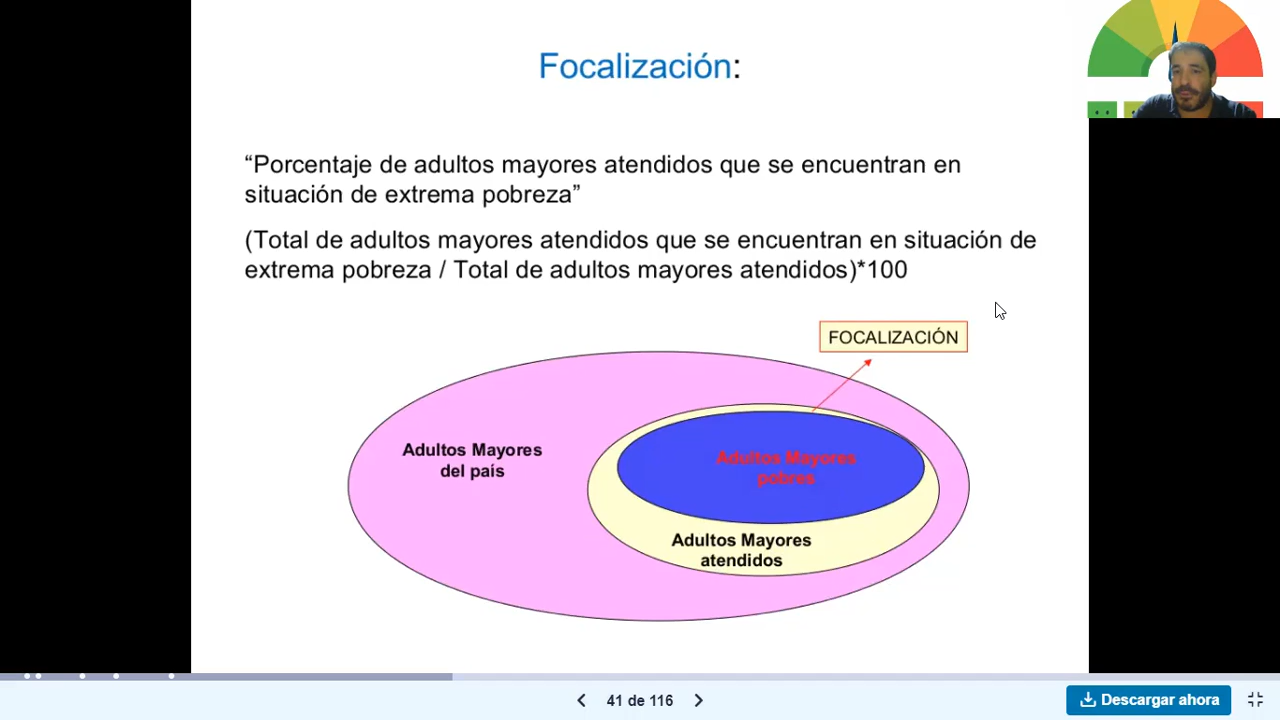 Focalización:
“Porcentaje de adultos mayores atendidos que se encuentran en
situación de extrema pobreza”
(Total de adultos mayores atendidos que se encuentran en situación de
extrema pobreza / Total de adultos mayores atendidos)*100
FOCALIZACIÓN
Adultos Mayores
del país
Adultos Mayores
pobres
Adultos Mayores
atendidos
41 de 116
Descargar ahora